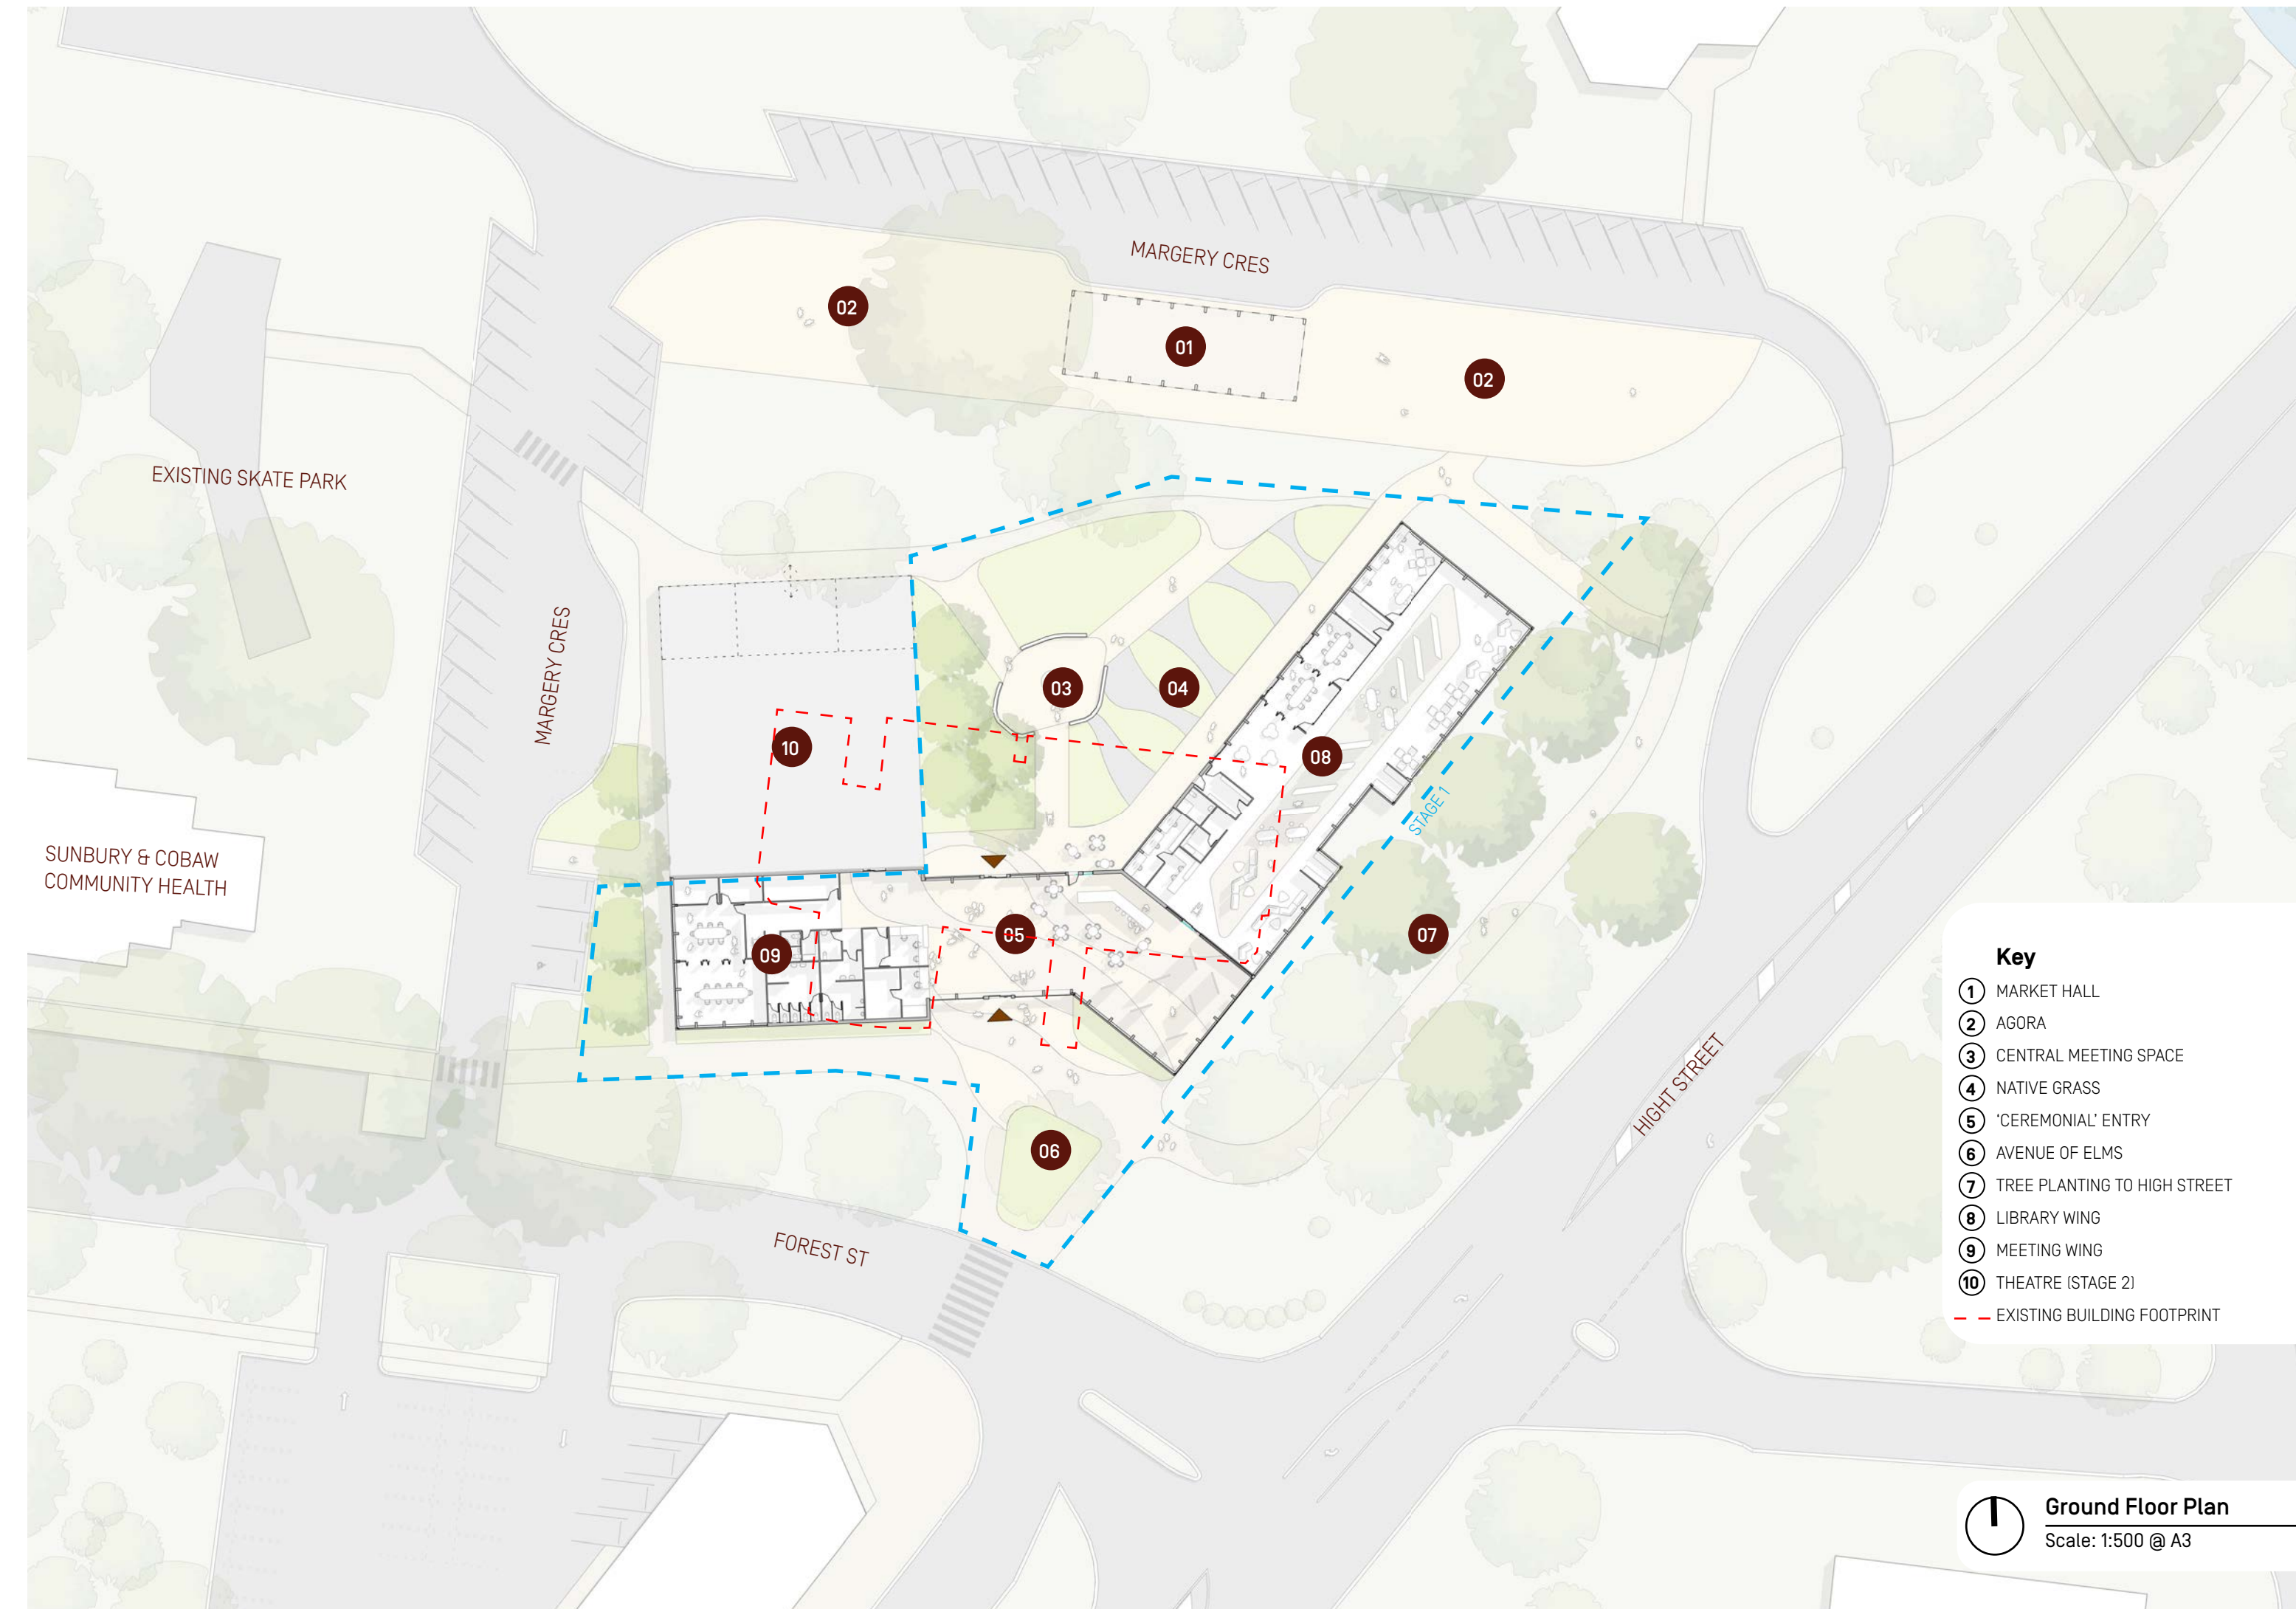 MARGERY CRES
02
01
02
EXISTING SKATE PARK
MARGERY CRES
03
04
10
08
STAGE 1
SUNBURY & COBAW
COMMUNITY HEALTH
05
07
09
HIGHT STREET
06
FOREST ST
Key
1 MARKET HALL
2 AGORA
3 CENTRAL MEETING SPACE
4 NATIVE GRASS
5 ‘CEREMONIAL’ ENTRY
6 AVENUE OF ELMS
7 TREE PLANTING TO HIGH STREET
8 LIBRARY WING
9 MEETING WING
10 THEATRE (STAGE 2)
EXISTING BUILDING FOOTPRINT
Ground Floor Plan
Scale: 1:500 @ A3